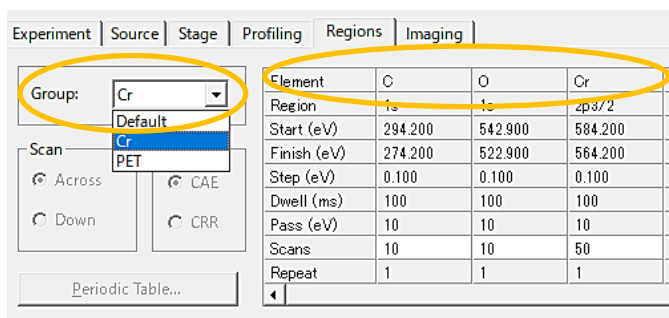 Experiment Source Stage Profiling Regions Imaging
Group: Cr
Default
Cr
PET
Scan
Across CAE
Down CRR
Periodic Table...
Element C O Cr
Region 1s 1s 2p3/2
Start (eV) 294.200 542.900 584.200
Finish (eV) 274.200 522.900 564.200
Step (eV) 0.100 0.100 0.100
Dwell (ms) 100 100 100
Pass (eV) 10 10 10
Scans 10 10 50
Repeat 1 1 1